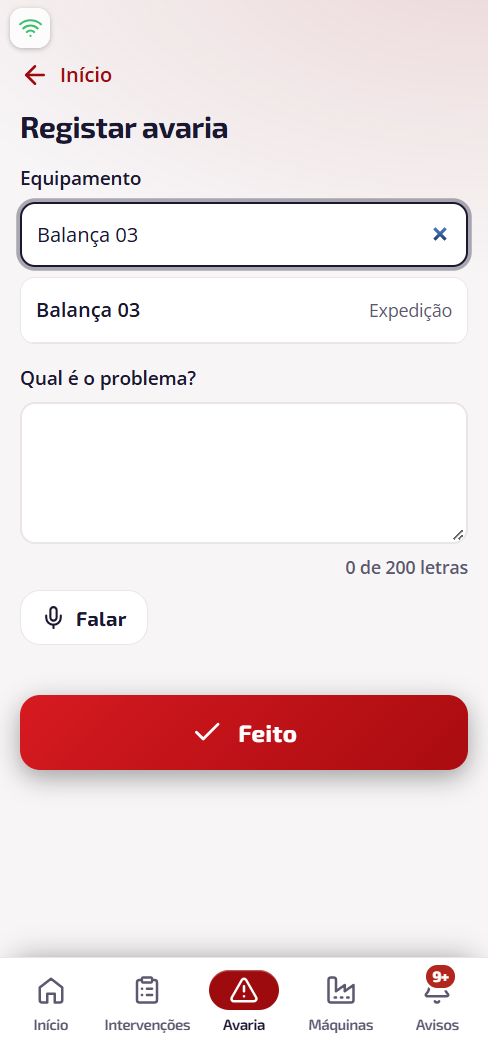 Início
Registar avaria
Equipamento
Balança 03
Balança 03 Expedição
Qual é o problema?
0 de 200 letras
Falar
Feito
9+
Início Intervenções Avaria Máquinas Avisos